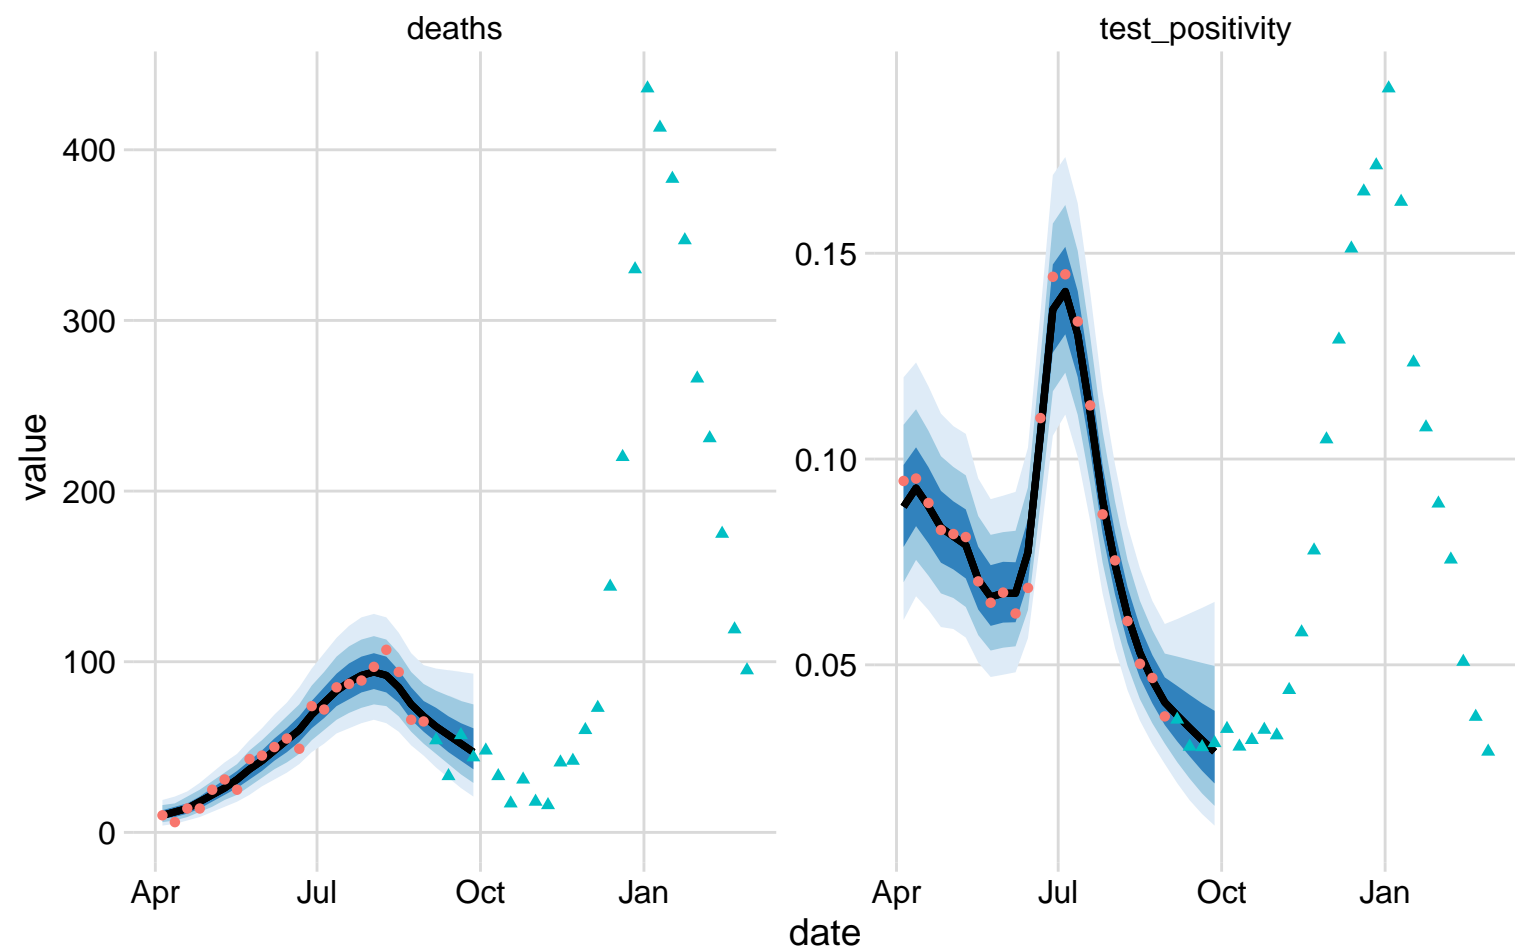 deaths
test_positivity
value
400
300
200
100
0
0.15
0.10
0.05
Apr Jul Oct Jan
Apr Jul Oct Jan
date